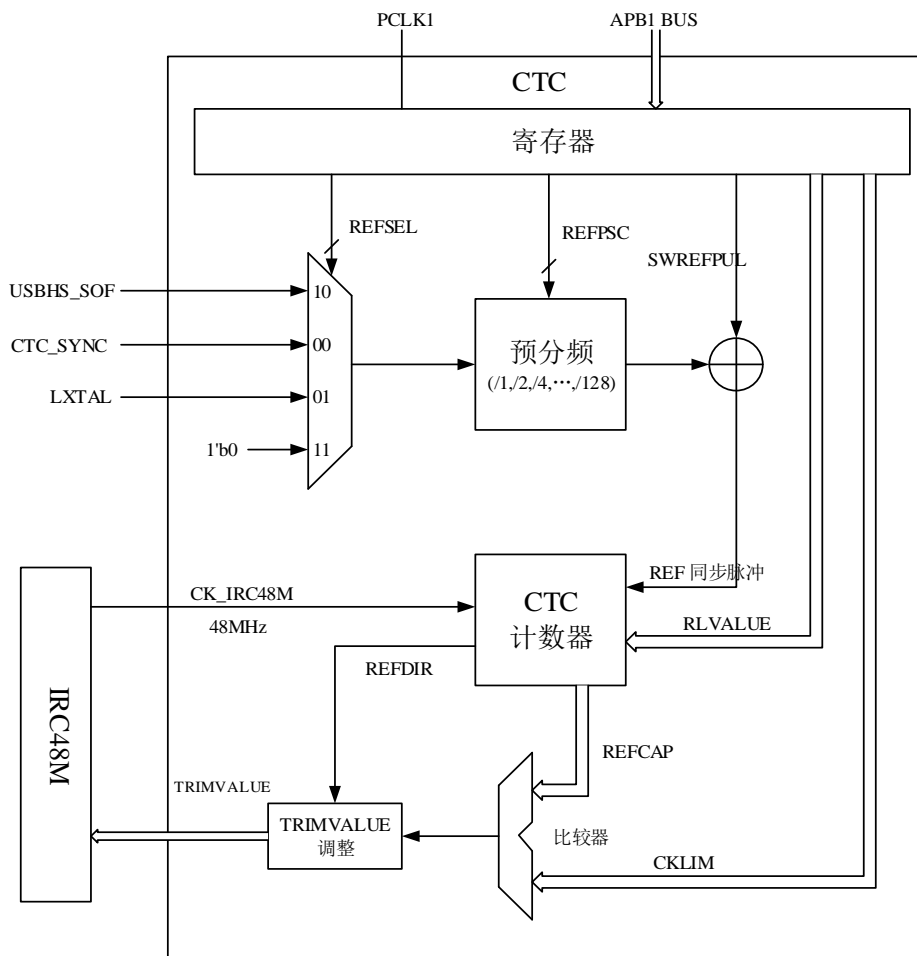 PCLK1
APB1 BUS
CTC
寄存器
REFSEL
REFPSC
SWREFPUL
USBHS_SOF
10
CTC_SYNC
00
预分频
(/1,/2,/4,⋯,/128)
LXTAL
01
1'b0
11
REF 同步脉冲
CK_IRC48M
48MHz
CTC
计数器
RLVALUE
REFDIR
IRC48M
REFCAP
TRIMVALUE
TRIMVALUE
调整
比较器
CKLIM